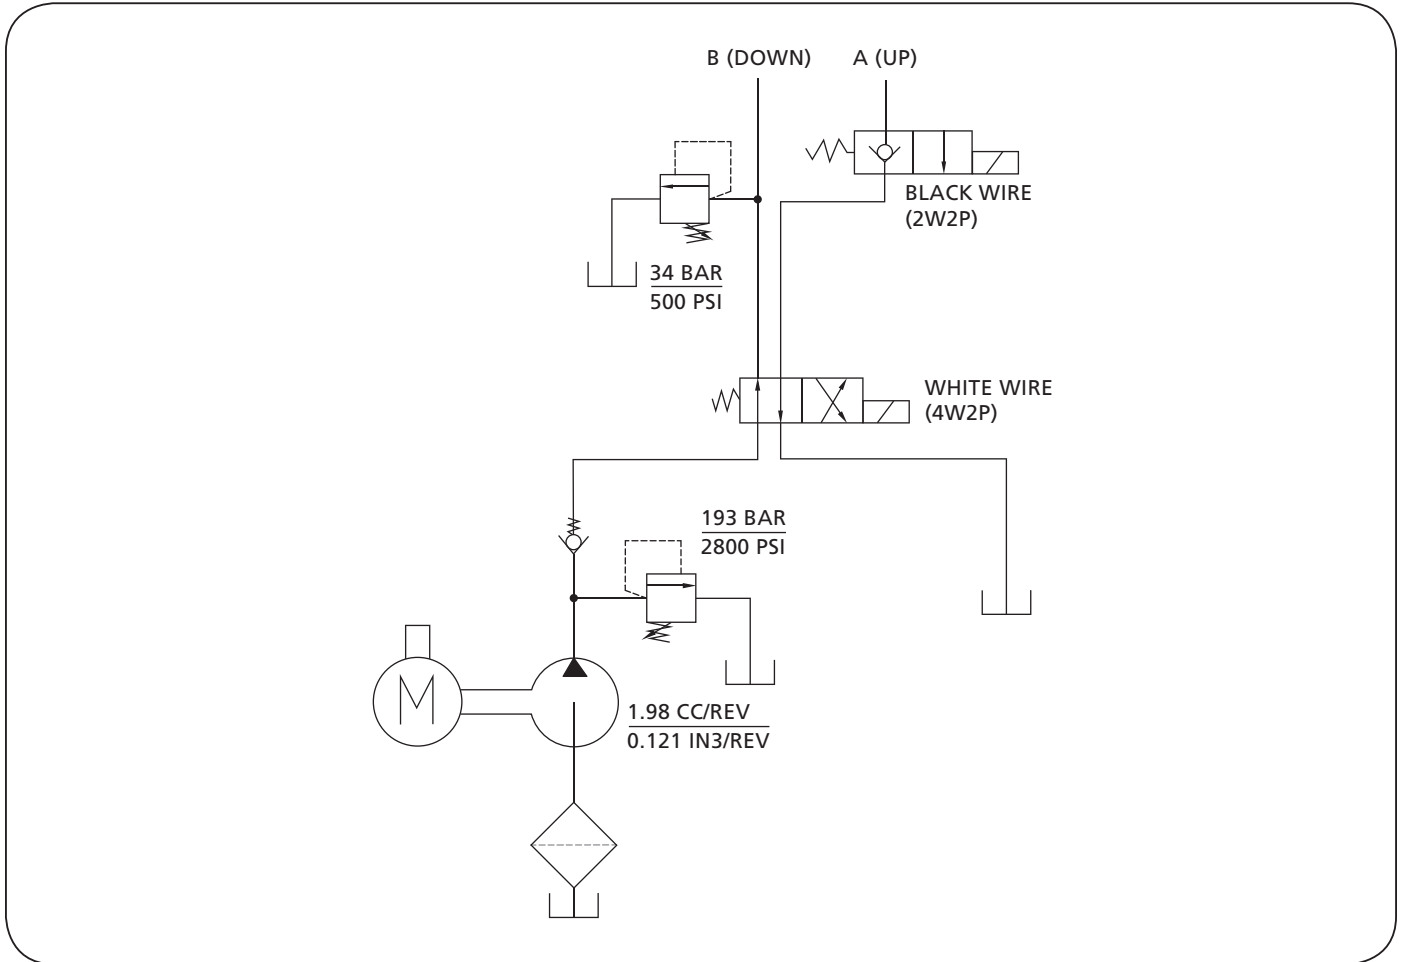 B (DOWN)
A (UP)
BLACK WIRE
(2W2P)
34 BAR
500 PSI
WHITE WIRE
(4W2P)
193 BAR
2800 PSI
M
1.98 CC/REV
0.121 IN3/REV